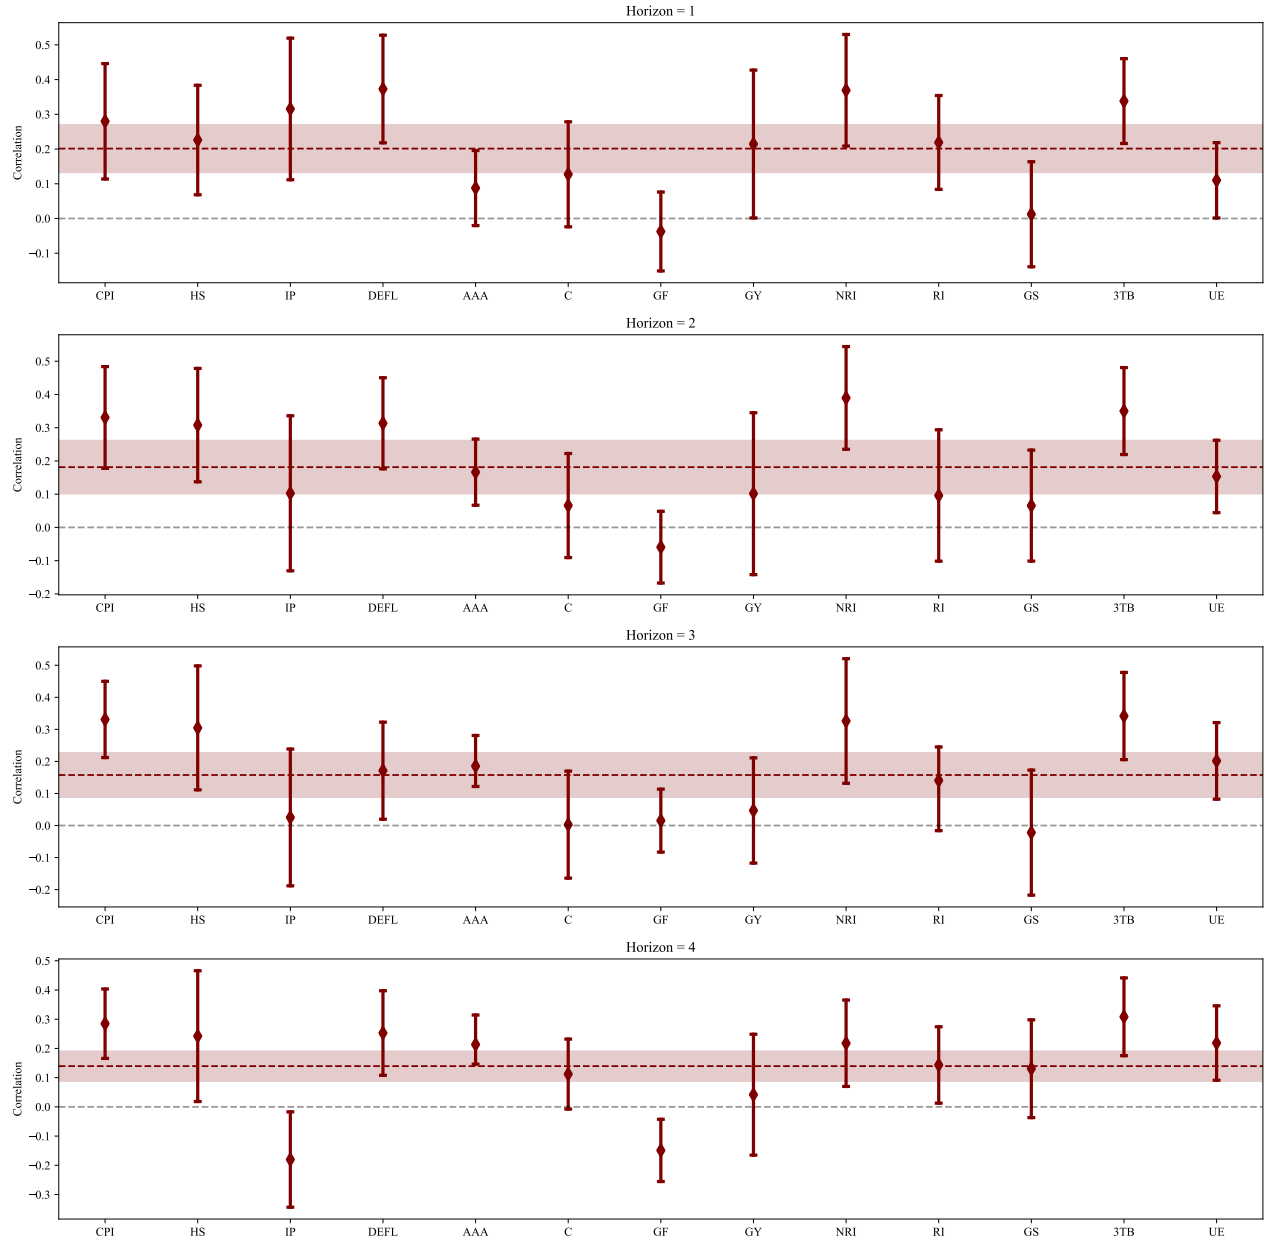 Horizon = 1
Correlation
0.5
0.4
0.3
0.2
0.1
0.0
−0.1
CPI HS IP DEFL AAA C GF GY NRI RI GS 3TB UE
Horizon = 2
Correlation
0.5
0.4
0.3
0.2
0.1
0.0
−0.1
−0.2
CPI HS IP DEFL AAA C GF GY NRI RI GS 3TB UE
Horizon = 3
Correlation
0.5
0.4
0.3
0.2
0.1
0.0
−0.1
−0.2
CPI HS IP DEFL AAA C GF GY NRI RI GS 3TB UE
Horizon = 4
Correlation
0.5
0.4
0.3
0.2
0.1
0.0
−0.1
−0.2
−0.3
CPI HS IP DEFL AAA C GF GY NRI RI GS 3TB UE